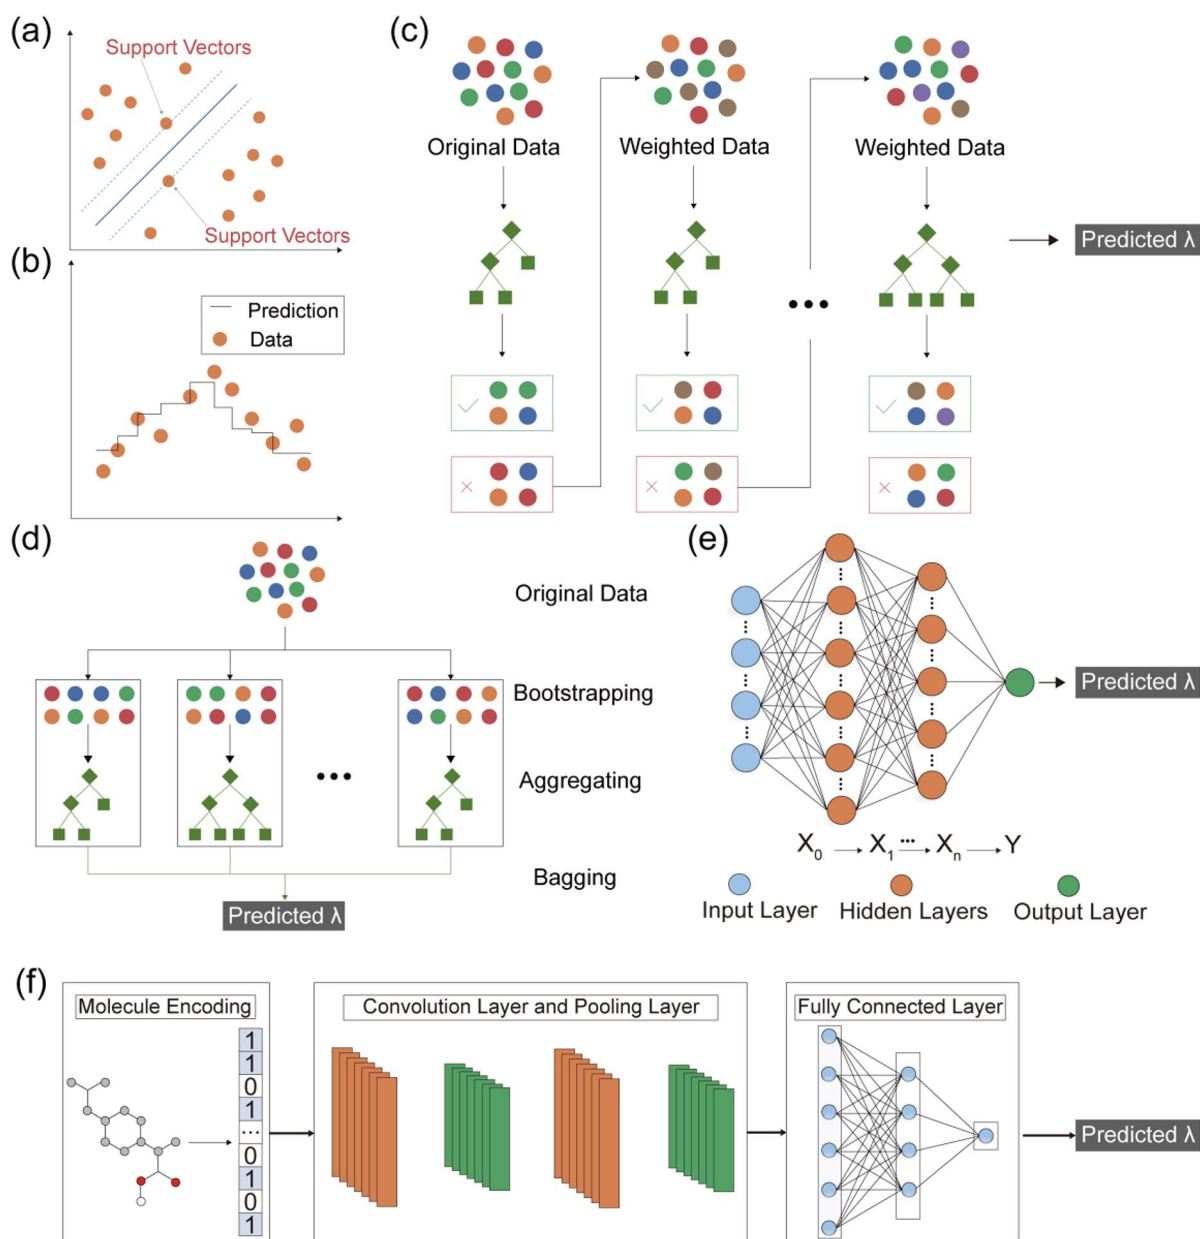 (a)
Support Vectors
Support Vectors
(b)
Prediction
Data
(c)
Original Data
Weighted Data
Weighted Data
Predicted λ
(d)
Original Data
Bootstrapping
Aggregating
Bagging
Predicted λ
(e)
Predicted λ
X₀ X₁ ... Xₙ Y
Input Layer
Hidden Layers
Output Layer
(f)
Molecule Encoding
1
1
0
1
...
0
1
0
1
Convolution Layer and Pooling Layer
Fully Connected Layer
Predicted λ